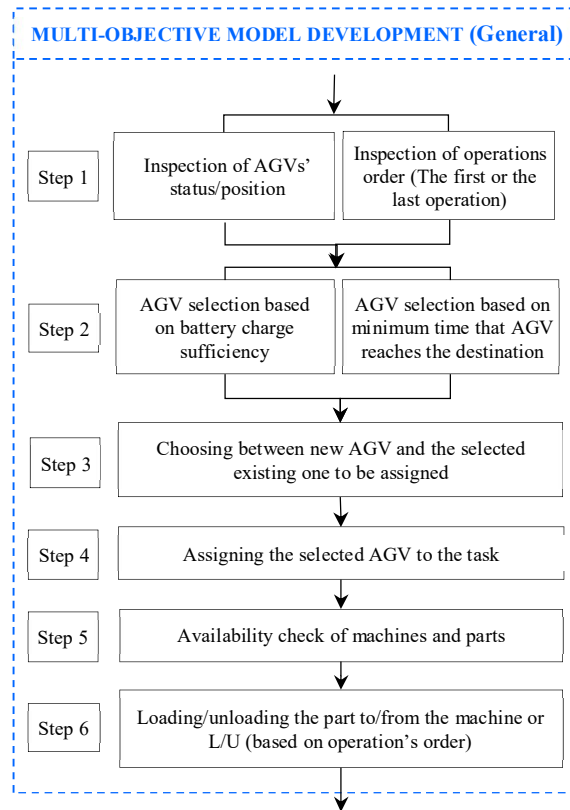 MULTI-OBJECTIVE MODEL DEVELOPMENT (General)
Step 1
Inspection of AGVs’
status/position
Inspection of operations
order (The first or the
last operation)
Step 2
AGV selection based
on battery charge
sufficiency
AGV selection based on
minimum time that AGV
reaches the destination
Step 3
Choosing between new AGV and the selected
existing one to be assigned
Step 4
Assigning the selected AGV to the task
Step 5
Availability check of machines and parts
Step 6
Loading/unloading the part to/from the machine or
L/U (based on operation’s order)